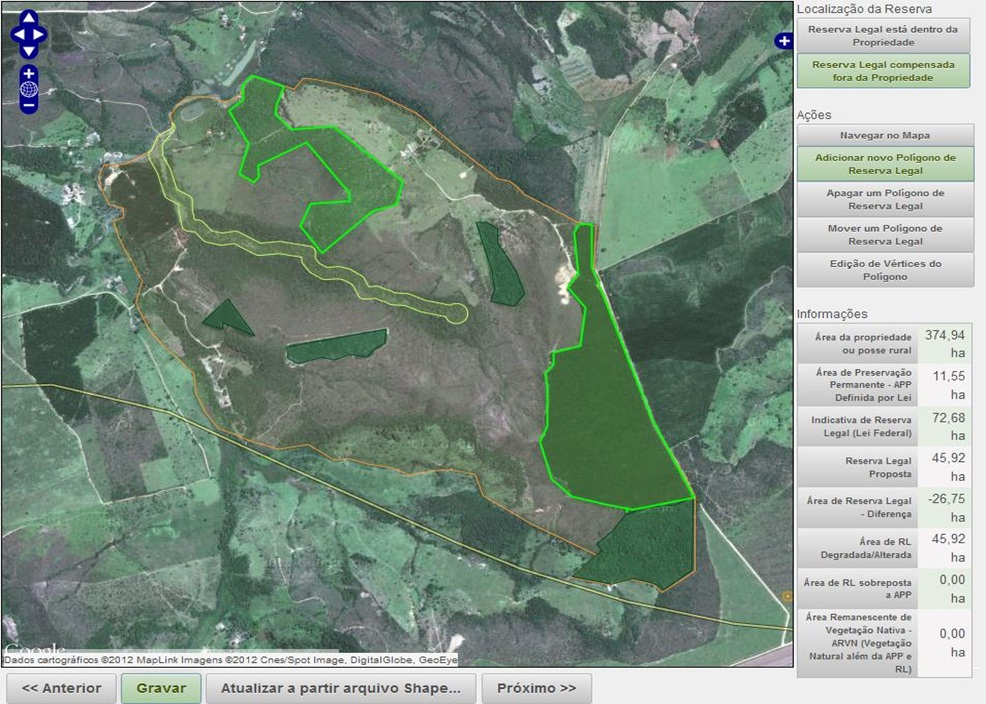 Localização da Reserva
Reserva Legal está dentro da
Propriedade
Reserva Legal compensada
fora da Propriedade
Ações
Navegar no Mapa
Adicionar novo Polígono de
Reserva Legal
Apagar um Polígono de
Reserva Legal
Mover um Polígono de
Reserva Legal
Edição de Vértices do
Polígono
Informações
Área da propriedade
ou posse rural
374,94
ha
Área de Preservação
Permanente - APP
Definida por Lei
11,55
ha
Indicativa de Reserva
Legal (Lei Federal)
72,68
ha
Reserva Legal
Proposta
45,92
ha
Área de Reserva Legal
- Diferença
-26,75
ha
Área de RL
Degradada/Alterada
45,92
ha
Área de RL sobreposta
a APP
0,00
ha
Área Remanescente de
Vegetação Nativa -
ARVN (Vegetação
Natural além da APP e
RL)
0,00
ha
Google
Dados cartográficos ©2012 MapLink Imagens ©2012 Cnes/Spot Image, DigitalGlobe, GeoEye
<< Anterior
Gravar
Atualizar a partir arquivo Shape...
Próximo >>